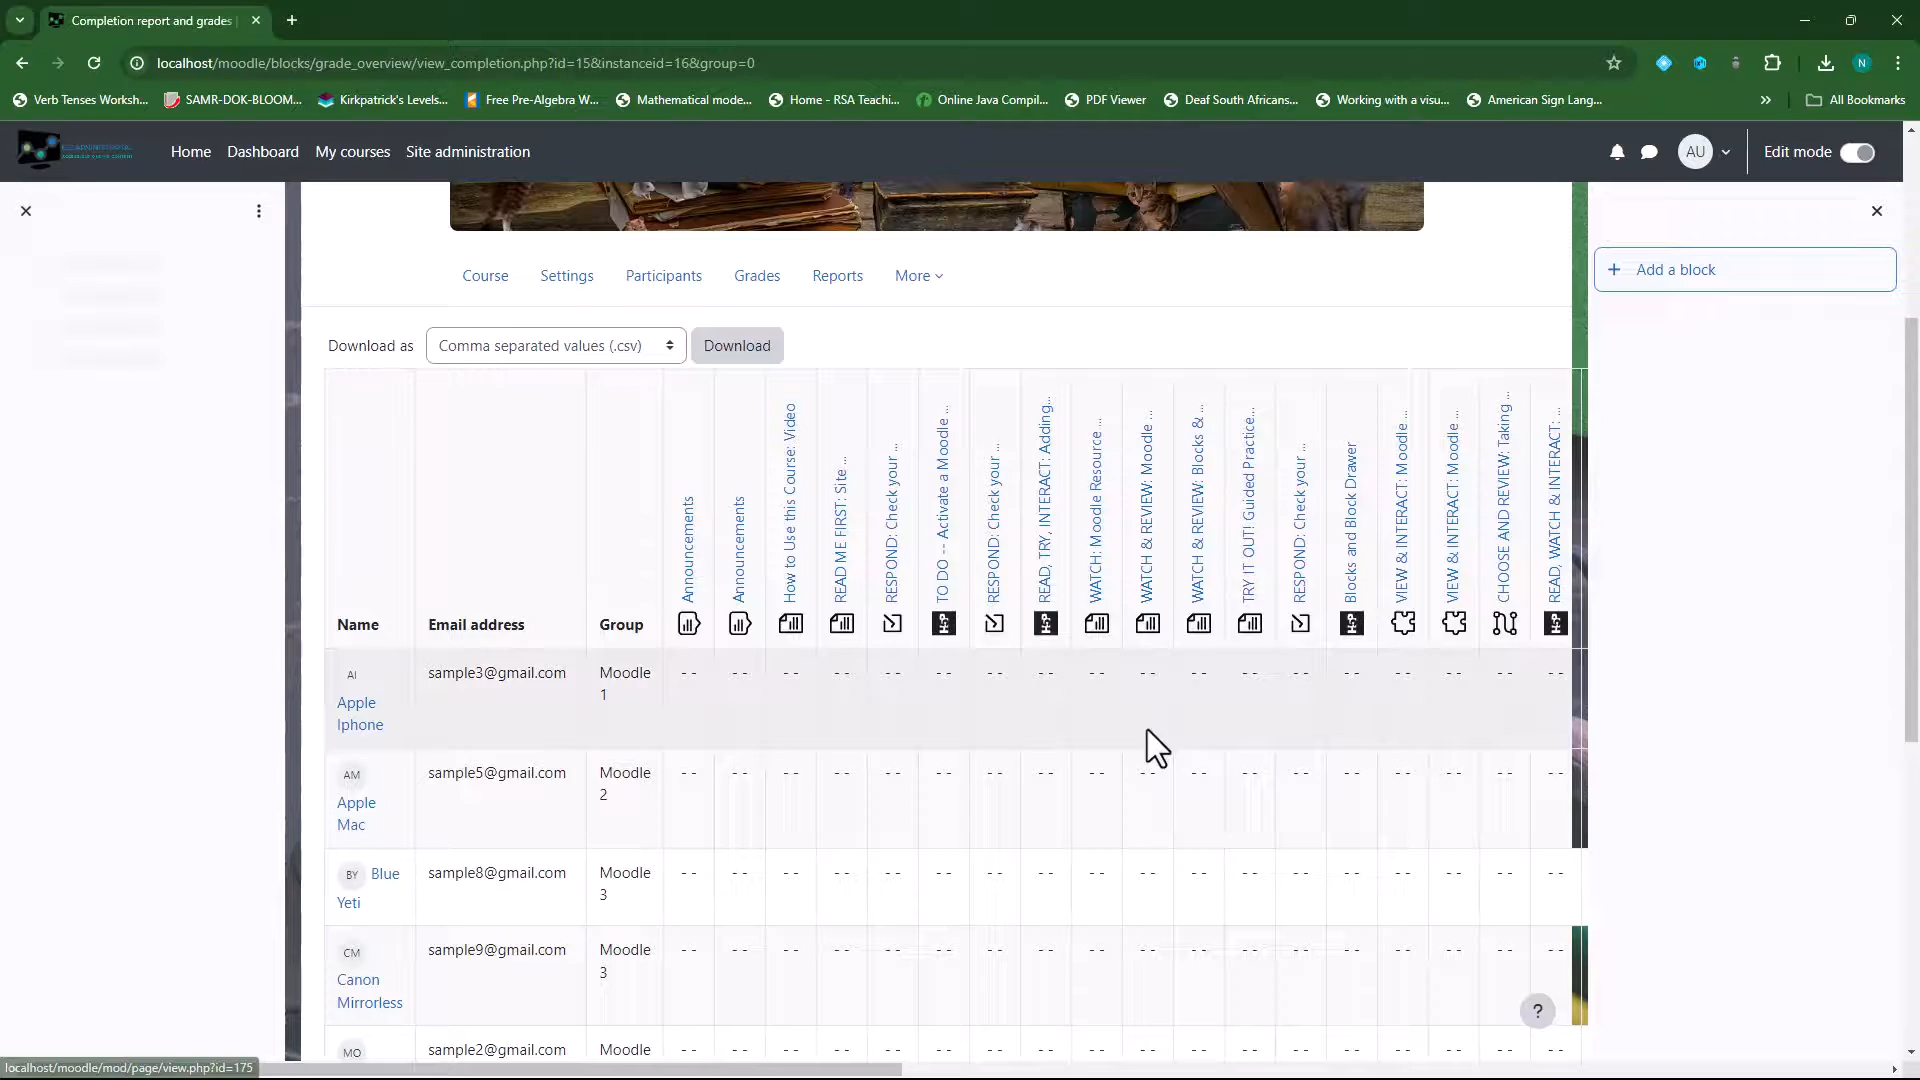 Completion report and grades
localhost/moodle/blocks/grade_overview/view_completion.php?id=15&instanceid=16&group=0
N
Verb Tenses Worksh...
SAMR-DOK-BLOOM...
Kirkpatrick's Levels...
Free Pre-Algebra W...
Mathematical mode...
Home - RSA Teachi...
Online Java Compil...
PDF Viewer
Deaf South Africans...
Working with a visu...
American Sign Lang...
All Bookmarks
Home
Dashboard
My courses
Site administration
AU
Edit mode
Course
Settings
Participants
Grades
Reports
More
Add a block
Download as
Comma separated values (.csv)
Download
Name
Email address
Group
Announcements
Announcements
How to Use this Course: Video
READ ME FIRST: Site ...
RESPOND: Check your ...
TO DO -- Activate a Moodle ...
RESPOND: Check your ...
READ, TRY, INTERACT: Adding...
WATCH: Moodle Resource ...
WATCH & REVIEW: Moodle ...
WATCH & REVIEW: Blocks & ...
TRY IT OUT! Guided Practice...
RESPOND: Check your ...
Blocks and Block Drawer
VIEW & INTERACT: Moodle ...
VIEW & INTERACT: Moodle ...
CHOOSE AND REVIEW: Taking ...
READ, WATCH & INTERACT: ...
AI Apple Iphone sample3@gmail.com Moodle 1 - - - - - - - - - - - - - - - - - - - - - - - - - - - - - - - - - - - -
AM Apple Mac sample5@gmail.com Moodle 2 - - - - - - - - - - - - - - - - - - - - - - - - - - - - - - - - - - - -
BY Blue Yeti sample8@gmail.com Moodle 3 - - - - - - - - - - - - - - - - - - - - - - - - - - - - - - - - - - - -
CM Canon Mirrorless sample9@gmail.com Moodle 3 - - - - - - - - - - - - - - - - - - - - - - - - - - - - - - - - - - - -
MO sample2@gmail.com Moodle - - - - - - - - - - - - - - - - - - - - - - - - - - - - - - - - - - - -
?
localhost/moodle/mod/page/view.php?id=175